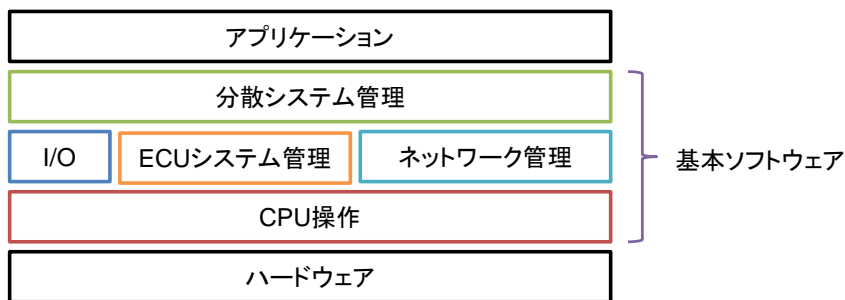 アプリケーション
分散システム管理
I/O
ECUシステム管理
ネットワーク管理
基本ソフトウェア
CPU操作
ハードウェア